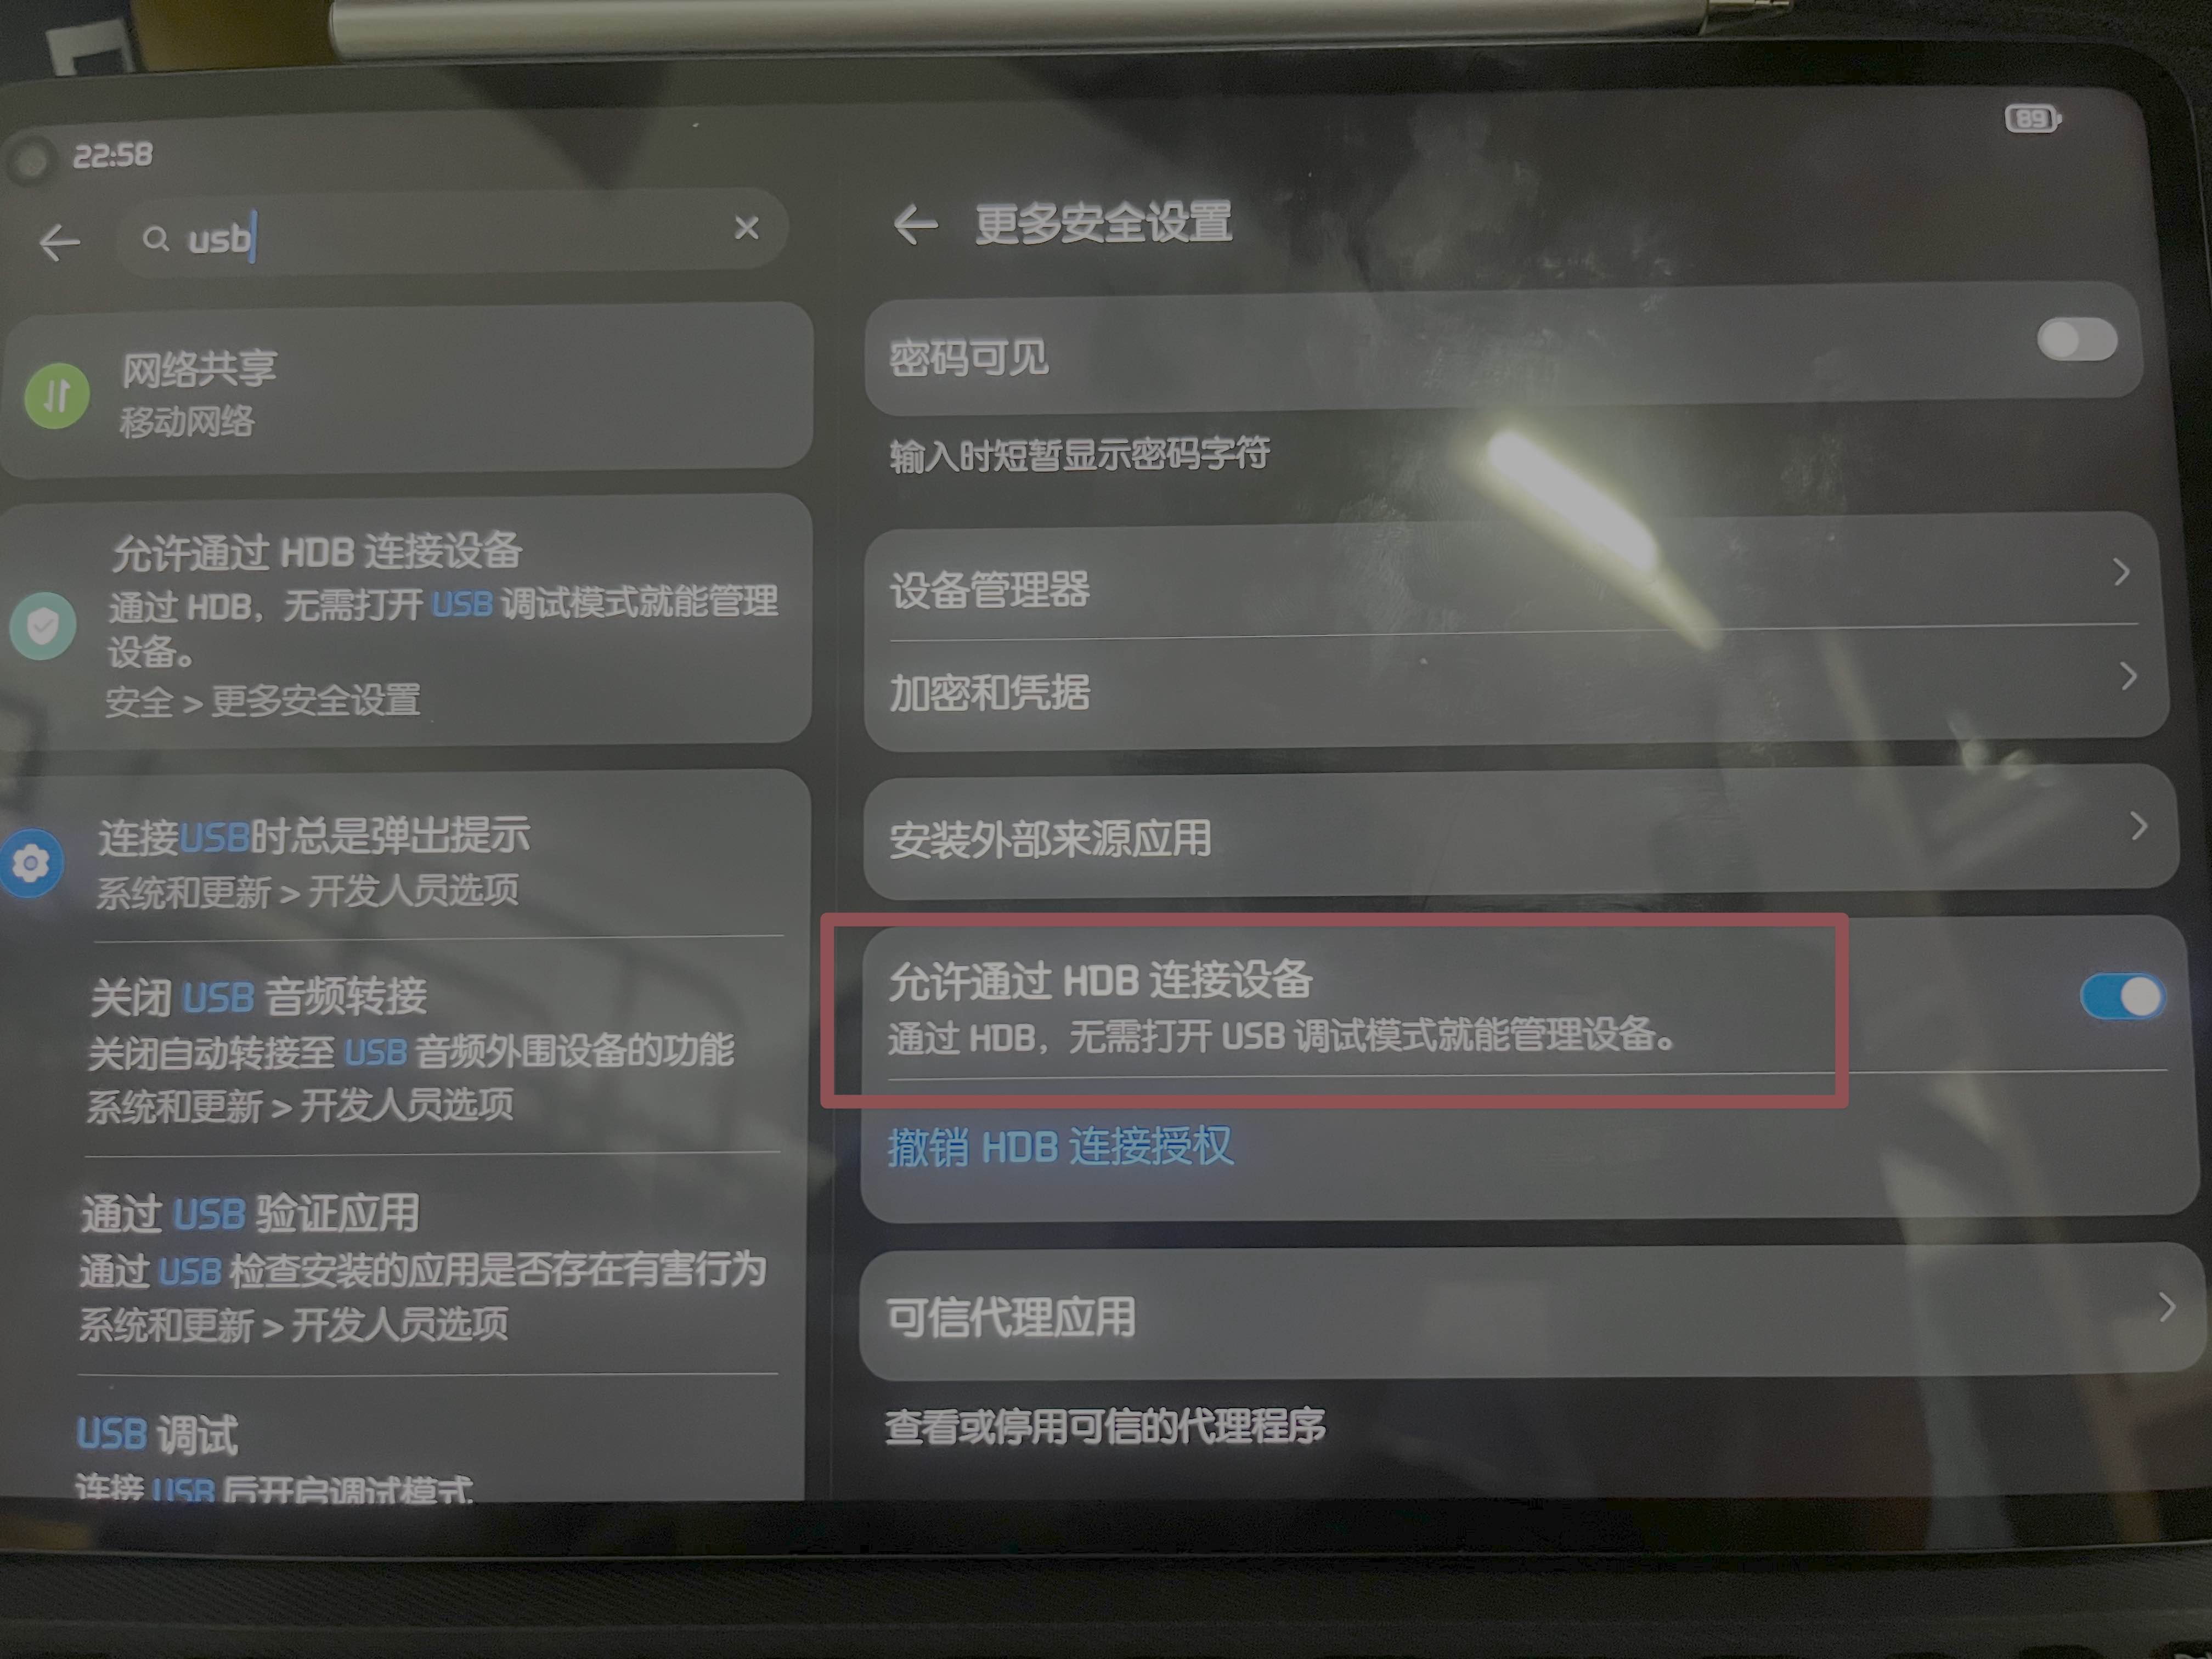 22:58
89
usb
网络共享
移动网络
允许通过 HDB 连接设备
通过 HDB，无需打开 USB 调试模式就能管理
设备。
安全 > 更多安全设置
连接USB时总是弹出提示
系统和更新 > 开发人员选项
关闭 USB 音频转接
关闭自动转接至 USB 音频外围设备的功能
系统和更新 > 开发人员选项
通过 USB 验证应用
通过 USB 检查安装的应用是否存在有害行为
系统和更新 > 开发人员选项
USB 调试
连接 USB 后开启调试模式
更多安全设置
密码可见
输入时短暂显示密码字符
设备管理器
加密和凭据
安装外部来源应用
允许通过 HDB 连接设备
通过 HDB，无需打开 USB 调试模式就能管理设备。
撤销 HDB 连接授权
可信代理应用
查看或停用可信的代理程序